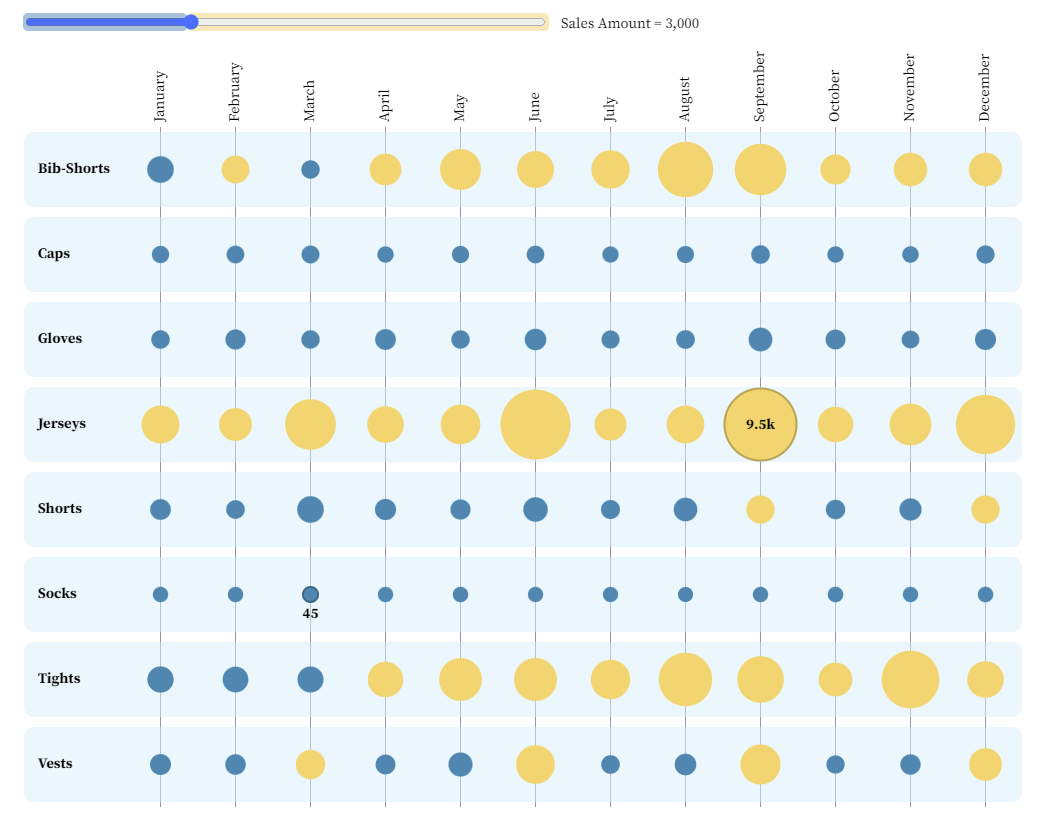 Sales Amount = 3,000
January
February
March
April
May
June
July
August
September
October
November
December
Bib-Shorts
Caps
Gloves
Jerseys
9.5k
Shorts
Socks
45
Tights
Vests